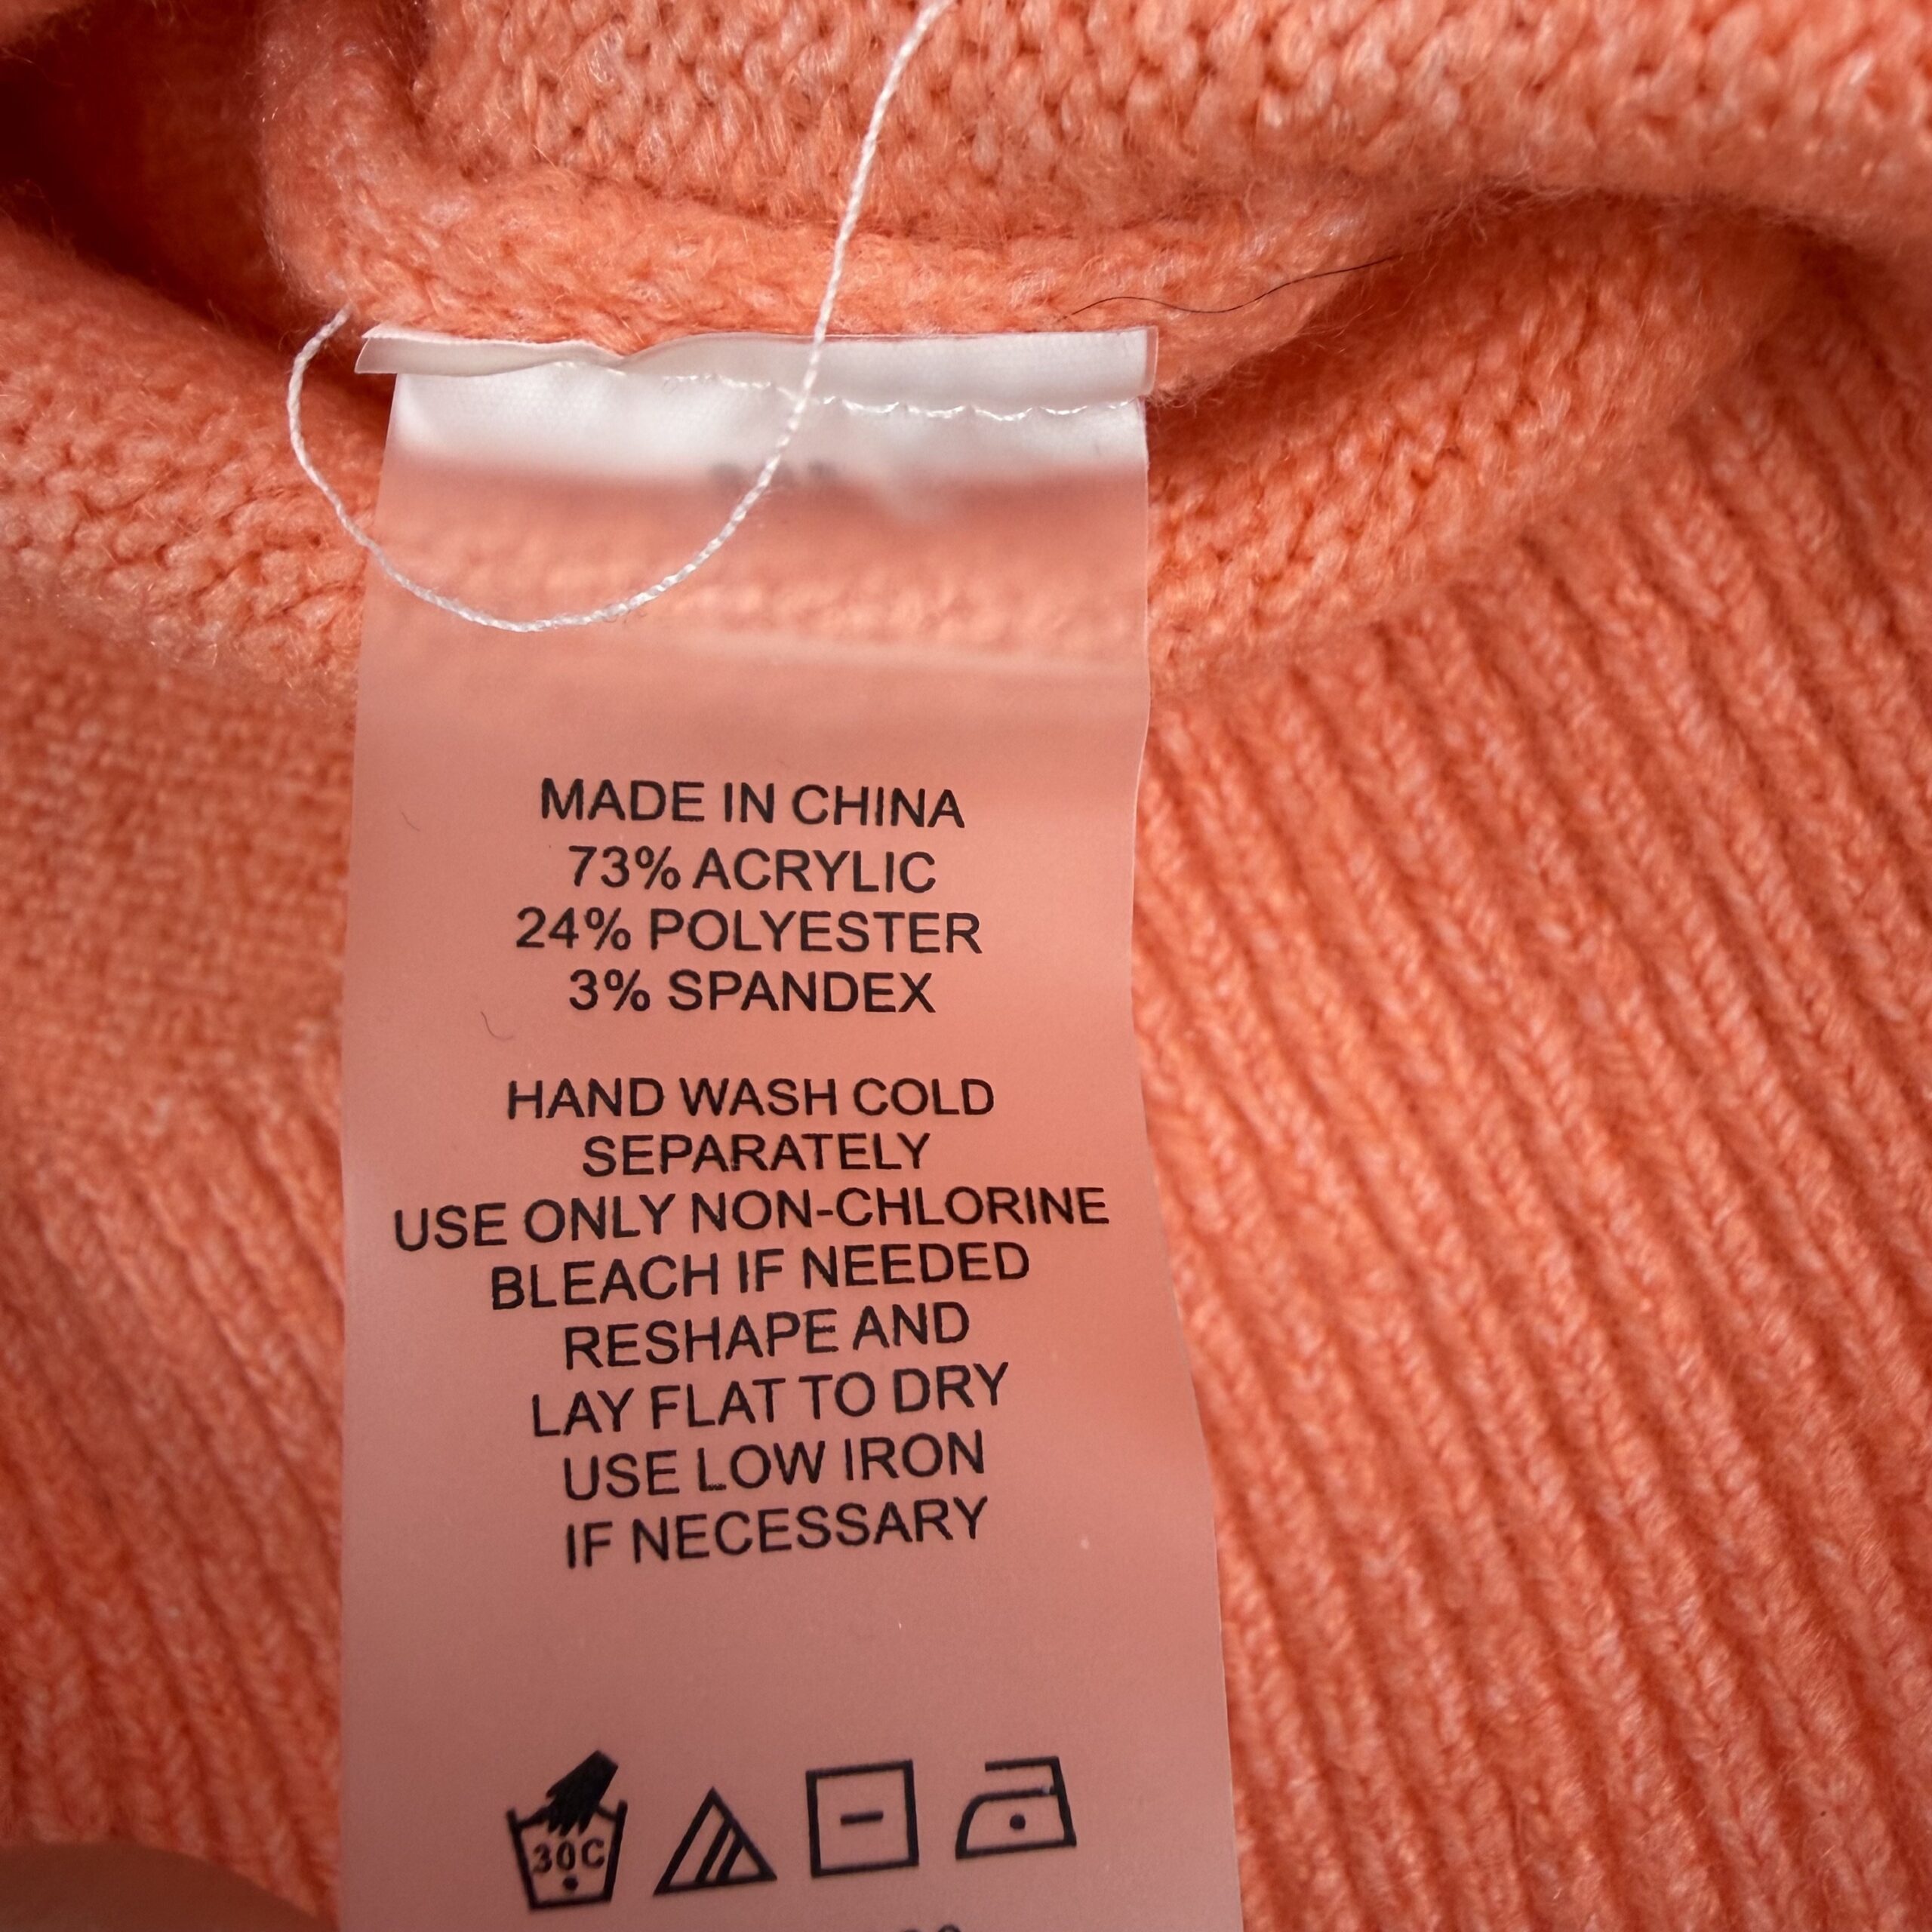 MADE IN CHINA
73% ACRYLIC
24% POLYESTER
3% SPANDEX
HAND WASH COLD
SEPARATELY
USE ONLY NON-CHLORINE
BLEACH IF NEEDED
RESHAPE AND
LAY FLAT TO DRY
USE LOW IRON
IF NECESSARY
30C